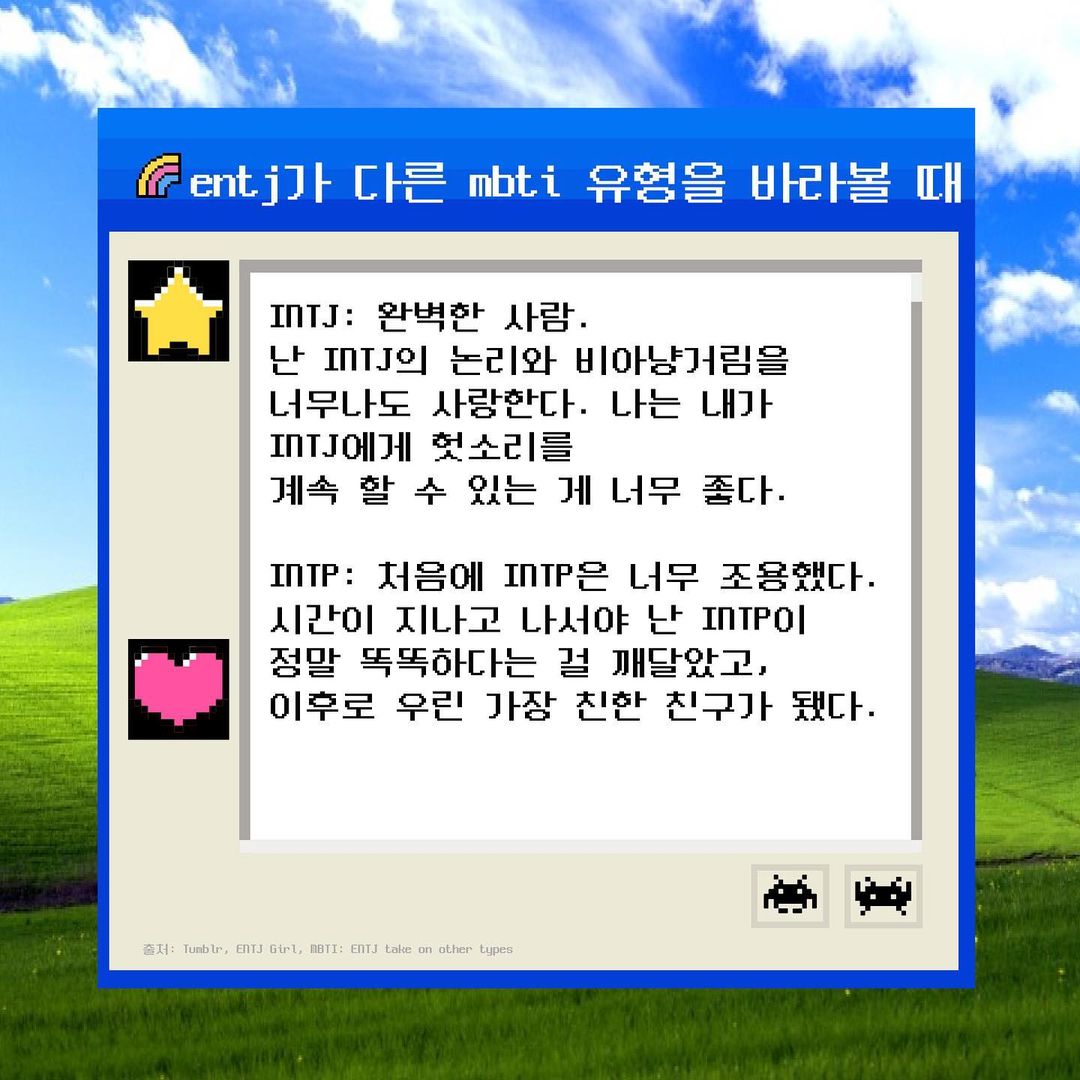 entj가 다른 mbti 유형을 바라볼 때
INTJ: 완벽한 사람.
난 INTJ의 논리와 비아냥거림을
너무나도 사랑한다. 나는 내가
INTJ에게 헛소리를
계속 할 수 있는 게 너무 좋다.
INTP: 처음에 INTP은 너무 조용했다.
시간이 지나고 나서야 난 INTP이
정말 똑똑하다는 걸 깨달았고,
이후로 우린 가장 친한 친구가 됐다.
출처: Tumblr, ENTJ Girl, MBTI: ENTJ take on other types